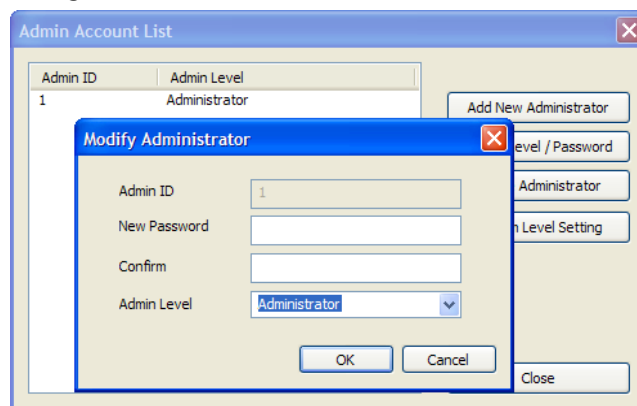 Admin Account List
Admin ID Admin Level
1 Administrator
Add New Administrator
evel / Password
Administrator
Level Setting
Close
Modify Administrator
Admin ID 1
New Password
Confirm
Admin Level Administrator
OK Cancel